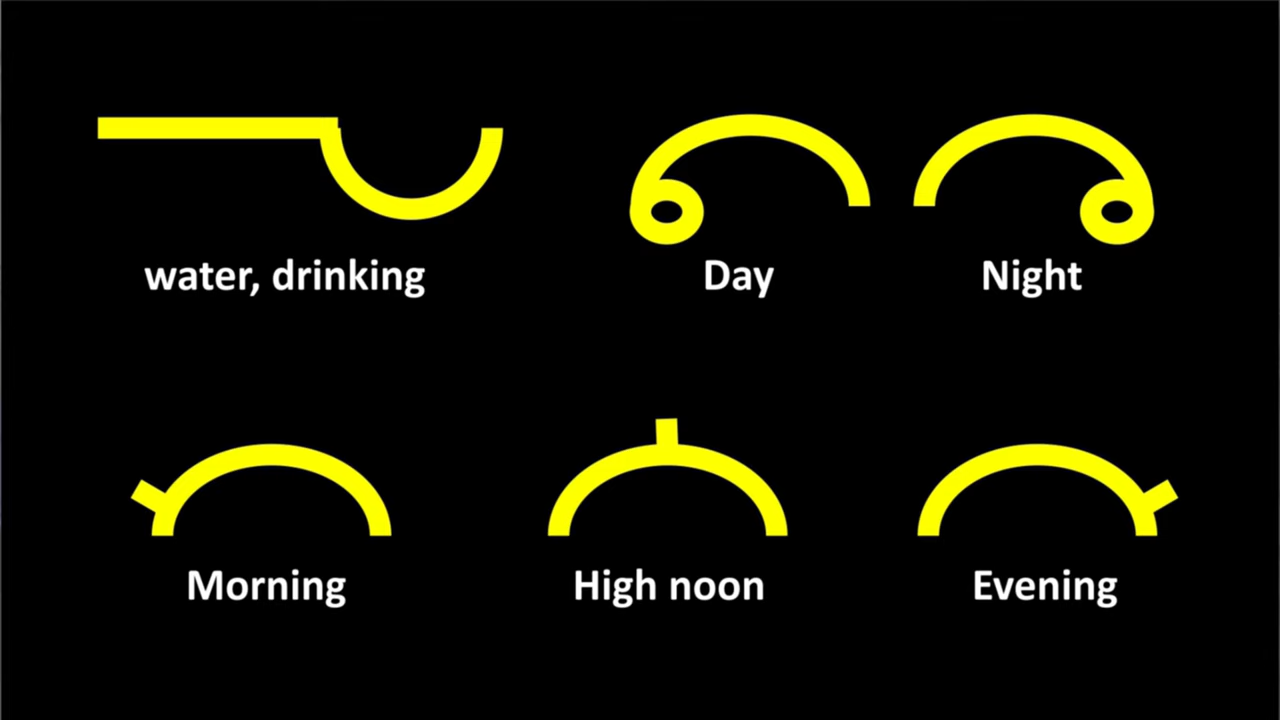 water, drinking
Day
Night
Morning
High noon
Evening